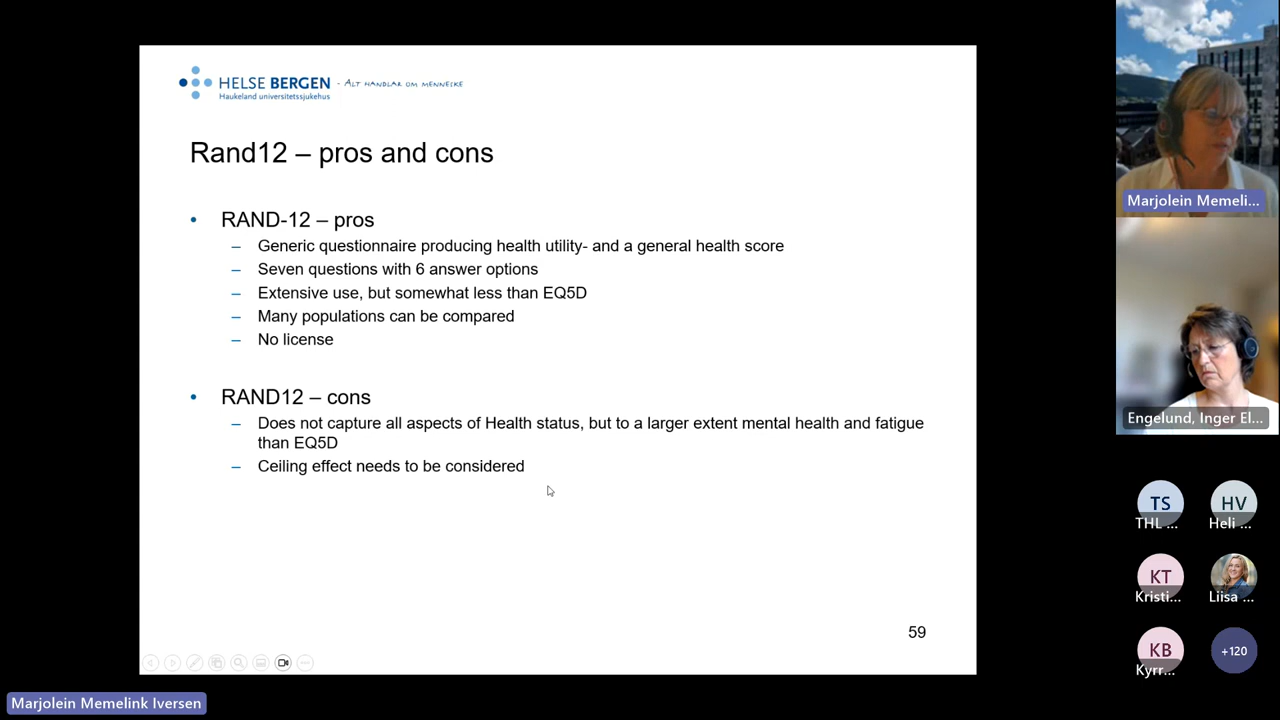 HELSE BERGEN - ALT HANDLAR OM MENNESKE
Haukeland universitetssjukehus
Rand12 – pros and cons
• RAND-12 – pros
– Generic questionnaire producing health utility- and a general health score
– Seven questions with 6 answer options
– Extensive use, but somewhat less than EQ5D
– Many populations can be compared
– No license
• RAND12 – cons
– Does not capture all aspects of Health status, but to a larger extent mental health and fatigue
than EQ5D
– Ceiling effect needs to be considered
59
Marjolein Memelink Iversen
Marjolein Memeli...
Engelund, Inger El...
TS
THL ...
HV
Heli ...
KT
Kristi...
Liisa ...
KB
Kyrr...
+120